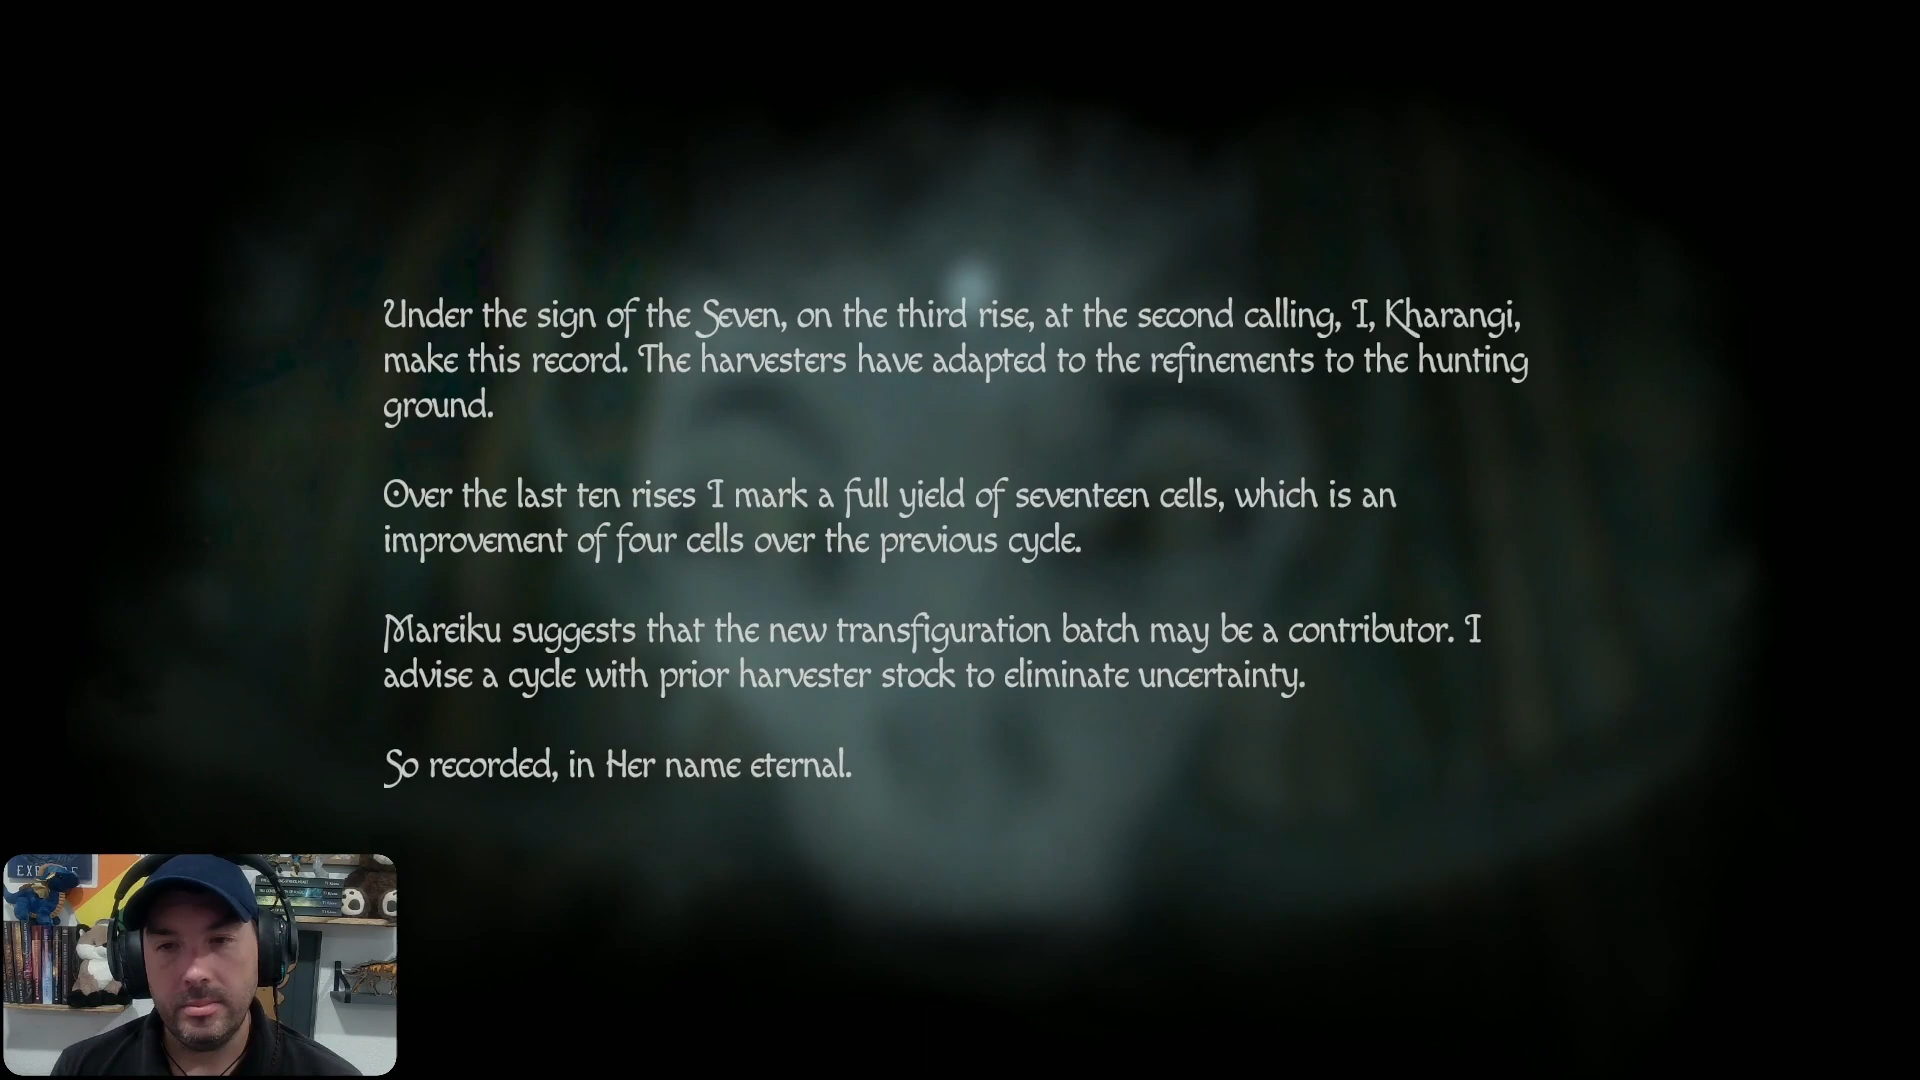 Under the sign of the Seven, on the third rise, at the second calling, I, Kharangi,
make this record. The harvesters have adapted to the refinements to the hunting
ground.
Over the last ten rises I mark a full yield of seventeen cells, which is an
improvement of four cells over the previous cycle.
Mareiku suggests that the new transfiguration batch may be a contributor. I
advise a cycle with prior harvester stock to eliminate uncertainty.
So recorded, in Her name eternal.